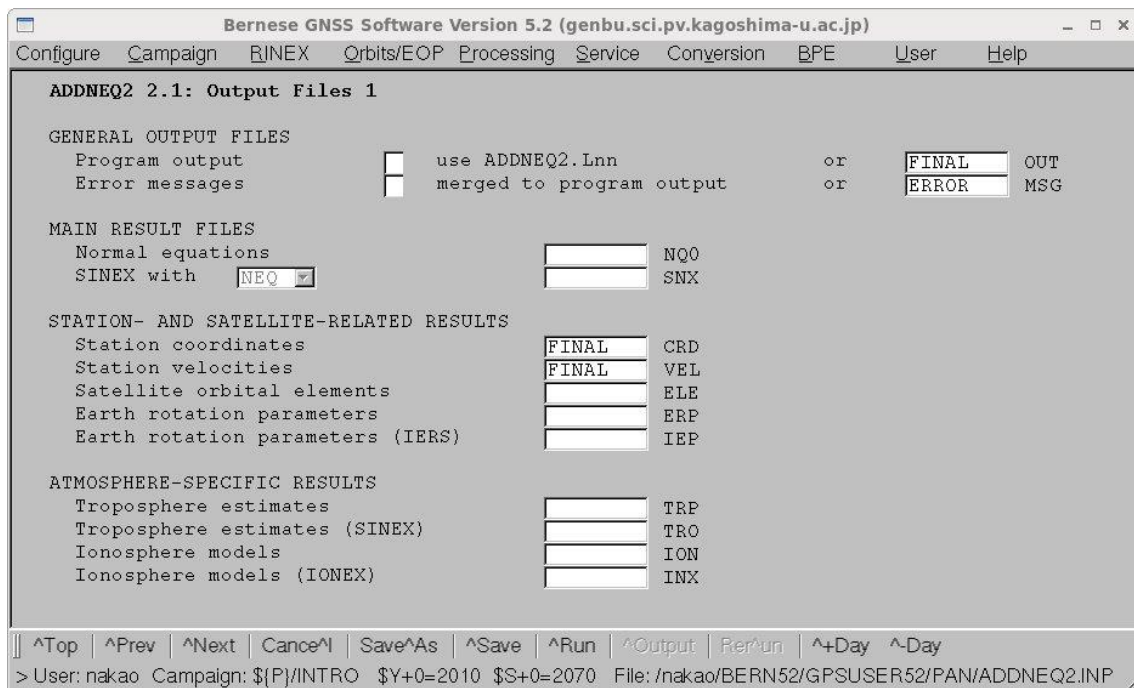 Bernese GNSS Software Version 5.2 (genbu.sci.pv.kagoshima-u.ac.jp)
Configure Campaign RINEX Orbits/EOP Processing Service Conversion BPE User Help
ADDNEQ2 2.1: Output Files 1
GENERAL OUTPUT FILES
Program output use ADDNEQ2.Lnn or FINAL OUT
Error messages merged to program output or ERROR MSG
MAIN RESULT FILES
Normal equations NQ0
SINEX with NEQ SNX
STATION- AND SATELLITE-RELATED RESULTS
Station coordinates FINAL CRD
Station velocities FINAL VEL
Satellite orbital elements ELE
Earth rotation parameters ERP
Earth rotation parameters (IERS) IEP
ATMOSPHERE-SPECIFIC RESULTS
Troposphere estimates TRP
Troposphere estimates (SINEX) TRO
Ionosphere models ION
Ionosphere models (IONEX) INX
^Top | ^Prev | ^Next | Cance^l | Save^As | ^Save | ^Run | ^Output | Rer^un | ^+Day ^-Day
> User: nakao Campaign: ${P}/INTRO $Y+0=2010 $S+0=2070 File: /nakao/BERN52/GPSUSER52/PAN/ADDNEQ2.INP